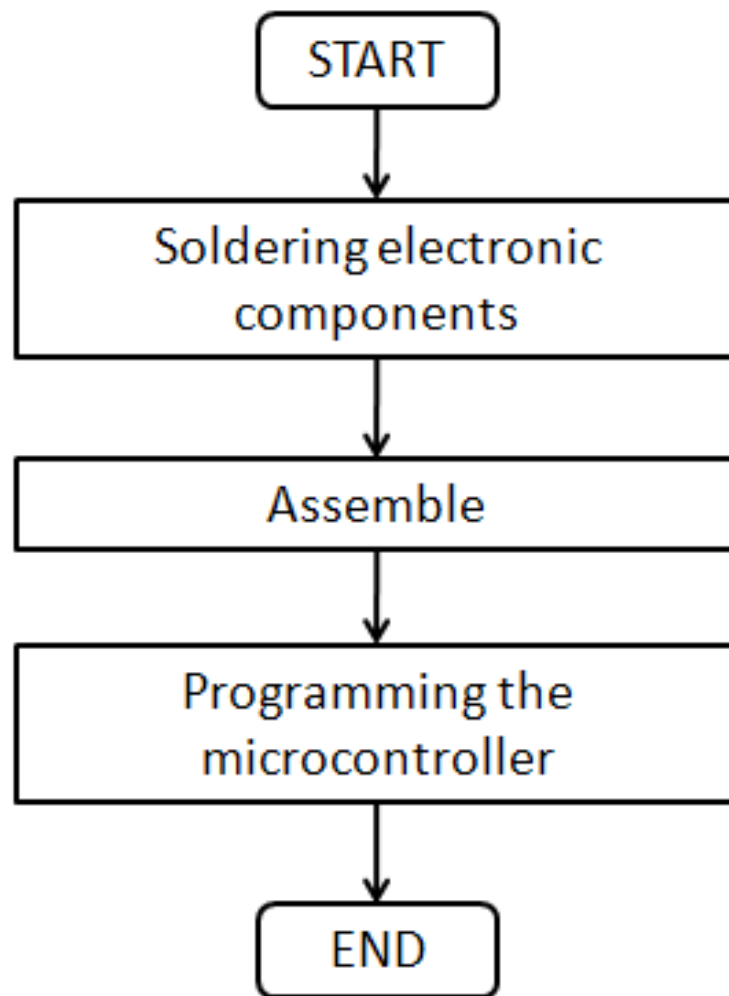 START
Soldering electronic
components
Assemble
Programming the
microcontroller
END